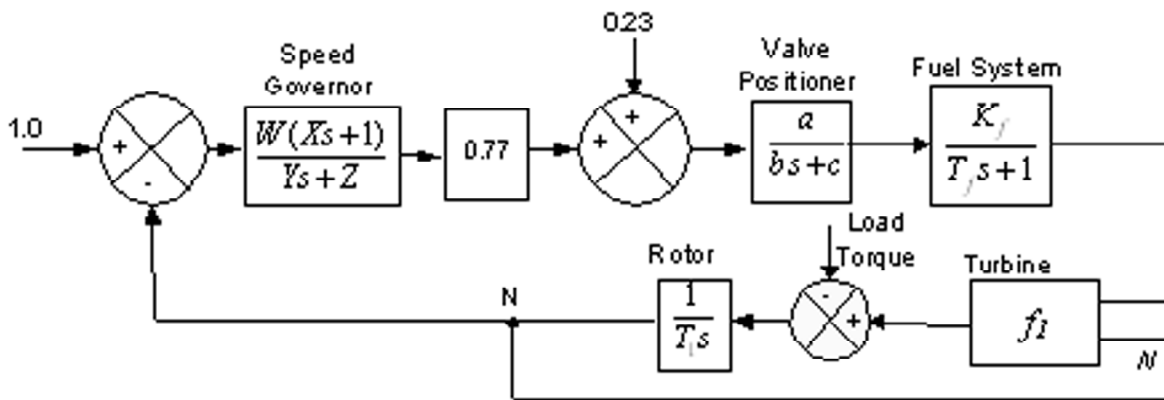 0.23
Speed
Governor
Valve
Positioner
Fuel System
1.0
+
-
W(Xs+1)
Ys+Z
0.77
+
+
a
bs+c
K_f
T_f s+1
Load
Torque
Rotor
Turbine
N
1
T_1 s
-
+
f1
N